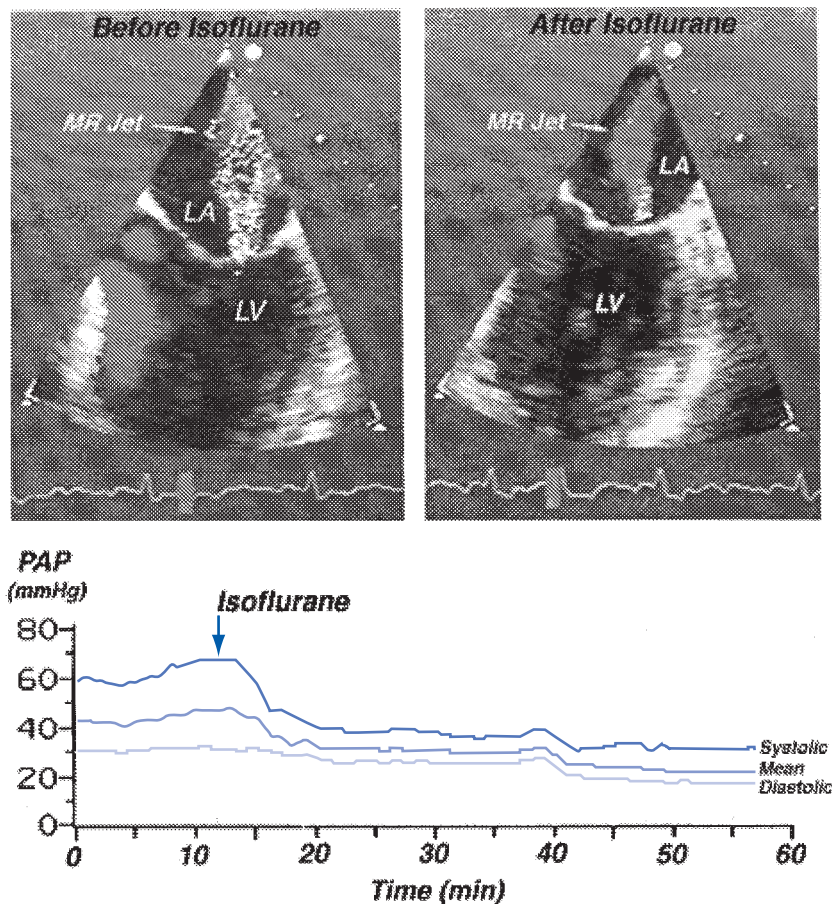 Before Isoflurane
MR Jet
LA
LV
After Isoflurane
MR Jet
LA
LV
PAP
(mmHg)
Isoflurane
80
60
40
20
0
Systolic
Mean
Diastolic
0 10 20 30 40 50 60
Time (min)